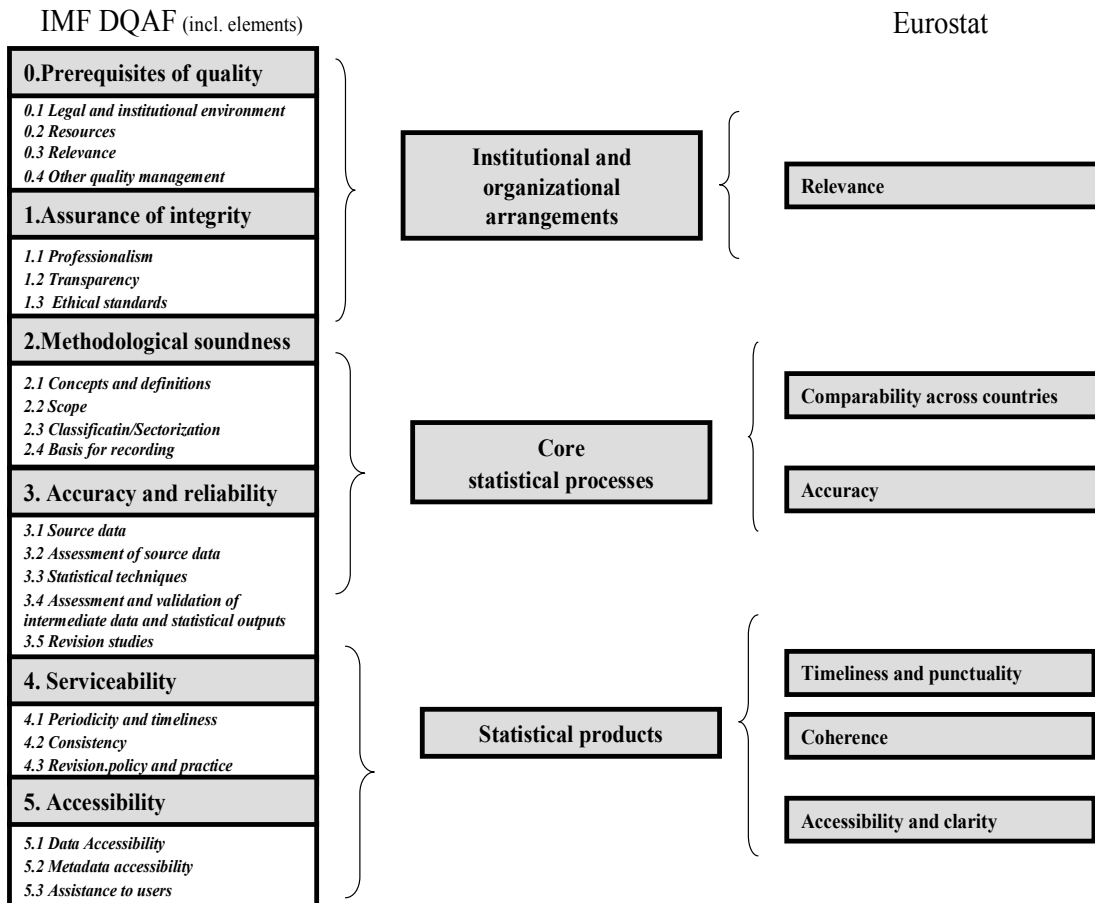 IMF DQAF (incl. elements)
0.Prerequisites of quality
0.1 Legal and institutional environment
0.2 Resources
0.3 Relevance
0.4 Other quality management
1.Assurance of integrity
1.1 Professionalism
1.2 Transparency
1.3 Ethical standards
2.Methodological soundness
2.1 Concepts and definitions
2.2 Scope
2.3 Classificatin/Sectorization
2.4 Basis for recording
3. Accuracy and reliability
3.1 Source data
3.2 Assessment of source data
3.3 Statistical techniques
3.4 Assessment and validation of
intermediate data and statistical outputs
3.5 Revision studies
4. Serviceability
4.1 Periodicity and timeliness
4.2 Consistency
4.3 Revision.policy and practice
5. Accessibility
5.1 Data Accessibility
5.2 Metadata accessibility
5.3 Assistance to users
Institutional and
organizational
arrangements
Core
statistical processes
Statistical products
Eurostat
Relevance
Comparability across countries
Accuracy
Timeliness and punctuality
Coherence
Accessibility and clarity